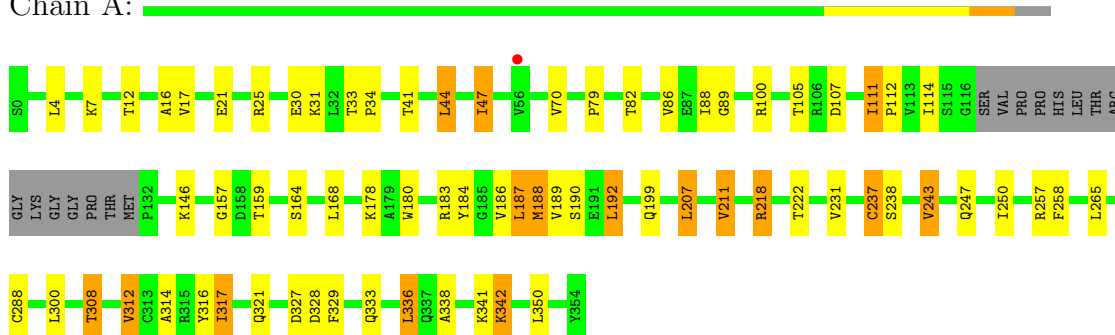 Chain A:
S0 L4 K7 T12 A16 V17 E21 R25 E30 K31 L32 T33 P34 T41 L44 I47 V56 V70 P79 T82 V86 E87 I88 G89 R100 T105 R106 D107 I111 P112 V113 I114 S115 G116 SER VAL PRO PRO HIS LEU THR ARG
GLY LYS GLY GLY PRO THR MET P132 K146 G157 D158 T159 S164 L168 K178 A179 W180 R183 Y184 G185 V186 L187 M188 V189 S190 E191 L192 Q199 L207 V211 R218 T222 V231 C237 S238 V243 Q247 I250 R257 F258 L265
C288 L300 T308 V312 C313 A314 R315 Y316 I317 Q321 D327 D328 F329 Q333 L336 Q337 A338 K341 K342 L350 Y354